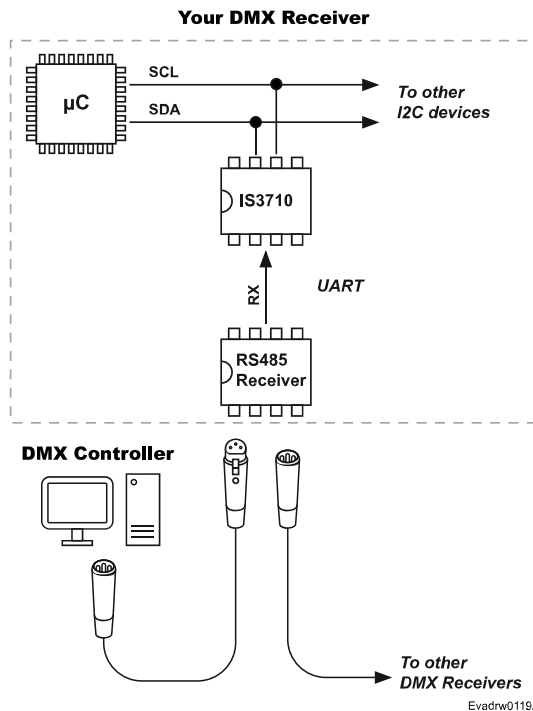 Your DMX Receiver
SCL
µC
SDA
To other
I2C devices
IS3710
RX
UART
RS485
Receiver
DMX Controller
To other
DMX Receivers
Evadrw0119.